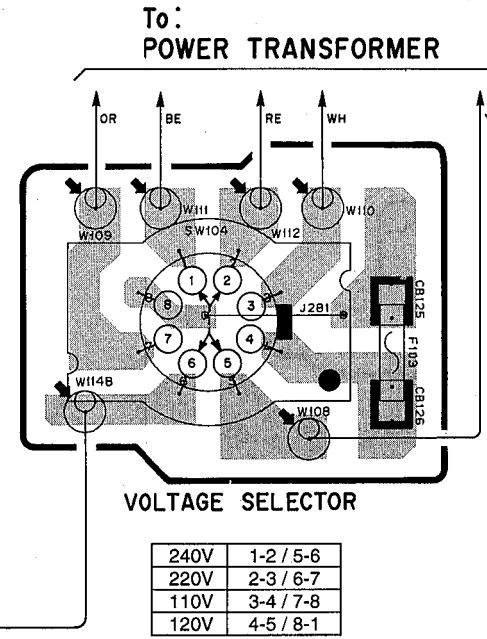 To:
POWER TRANSFORMER
OR BE RE WH
W109 W111 W112 W110
SW104
1 2
8 3
7 4
6 5
J281
CB125
F103
CB126
W114B
W108
VOLTAGE SELECTOR
240V 1-2 / 5-6
220V 2-3 / 6-7
110V 3-4 / 7-8
120V 4-5 / 8-1